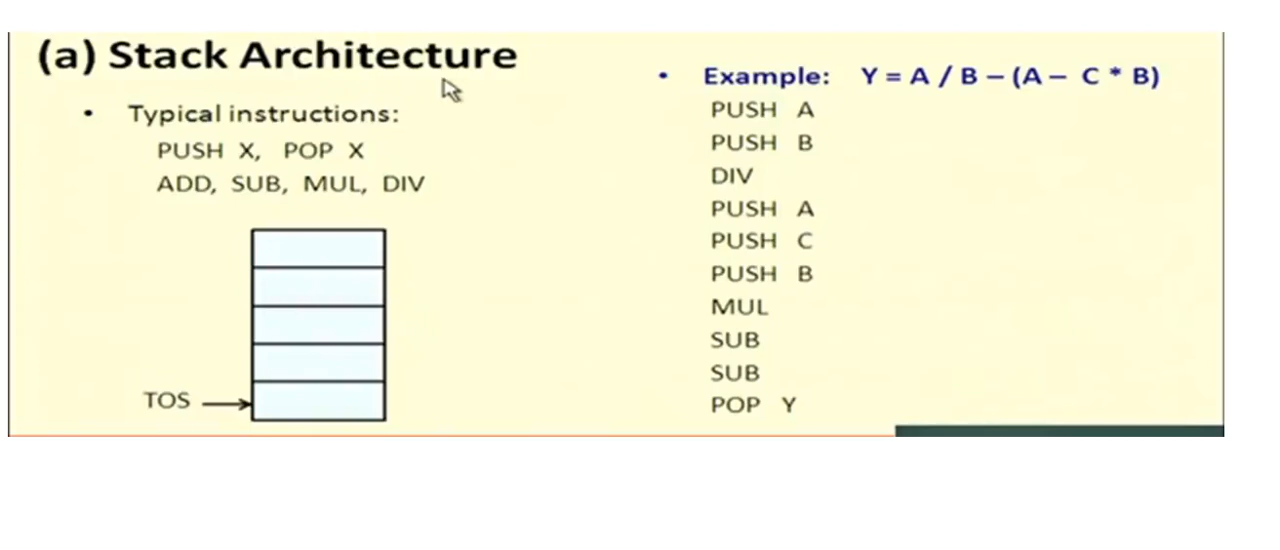 (a) Stack Architecture
• Typical instructions:
PUSH X, POP X
ADD, SUB, MUL, DIV
TOS
• Example: Y = A / B – (A – C * B)
PUSH A
PUSH B
DIV
PUSH A
PUSH C
PUSH B
MUL
SUB
SUB
POP Y